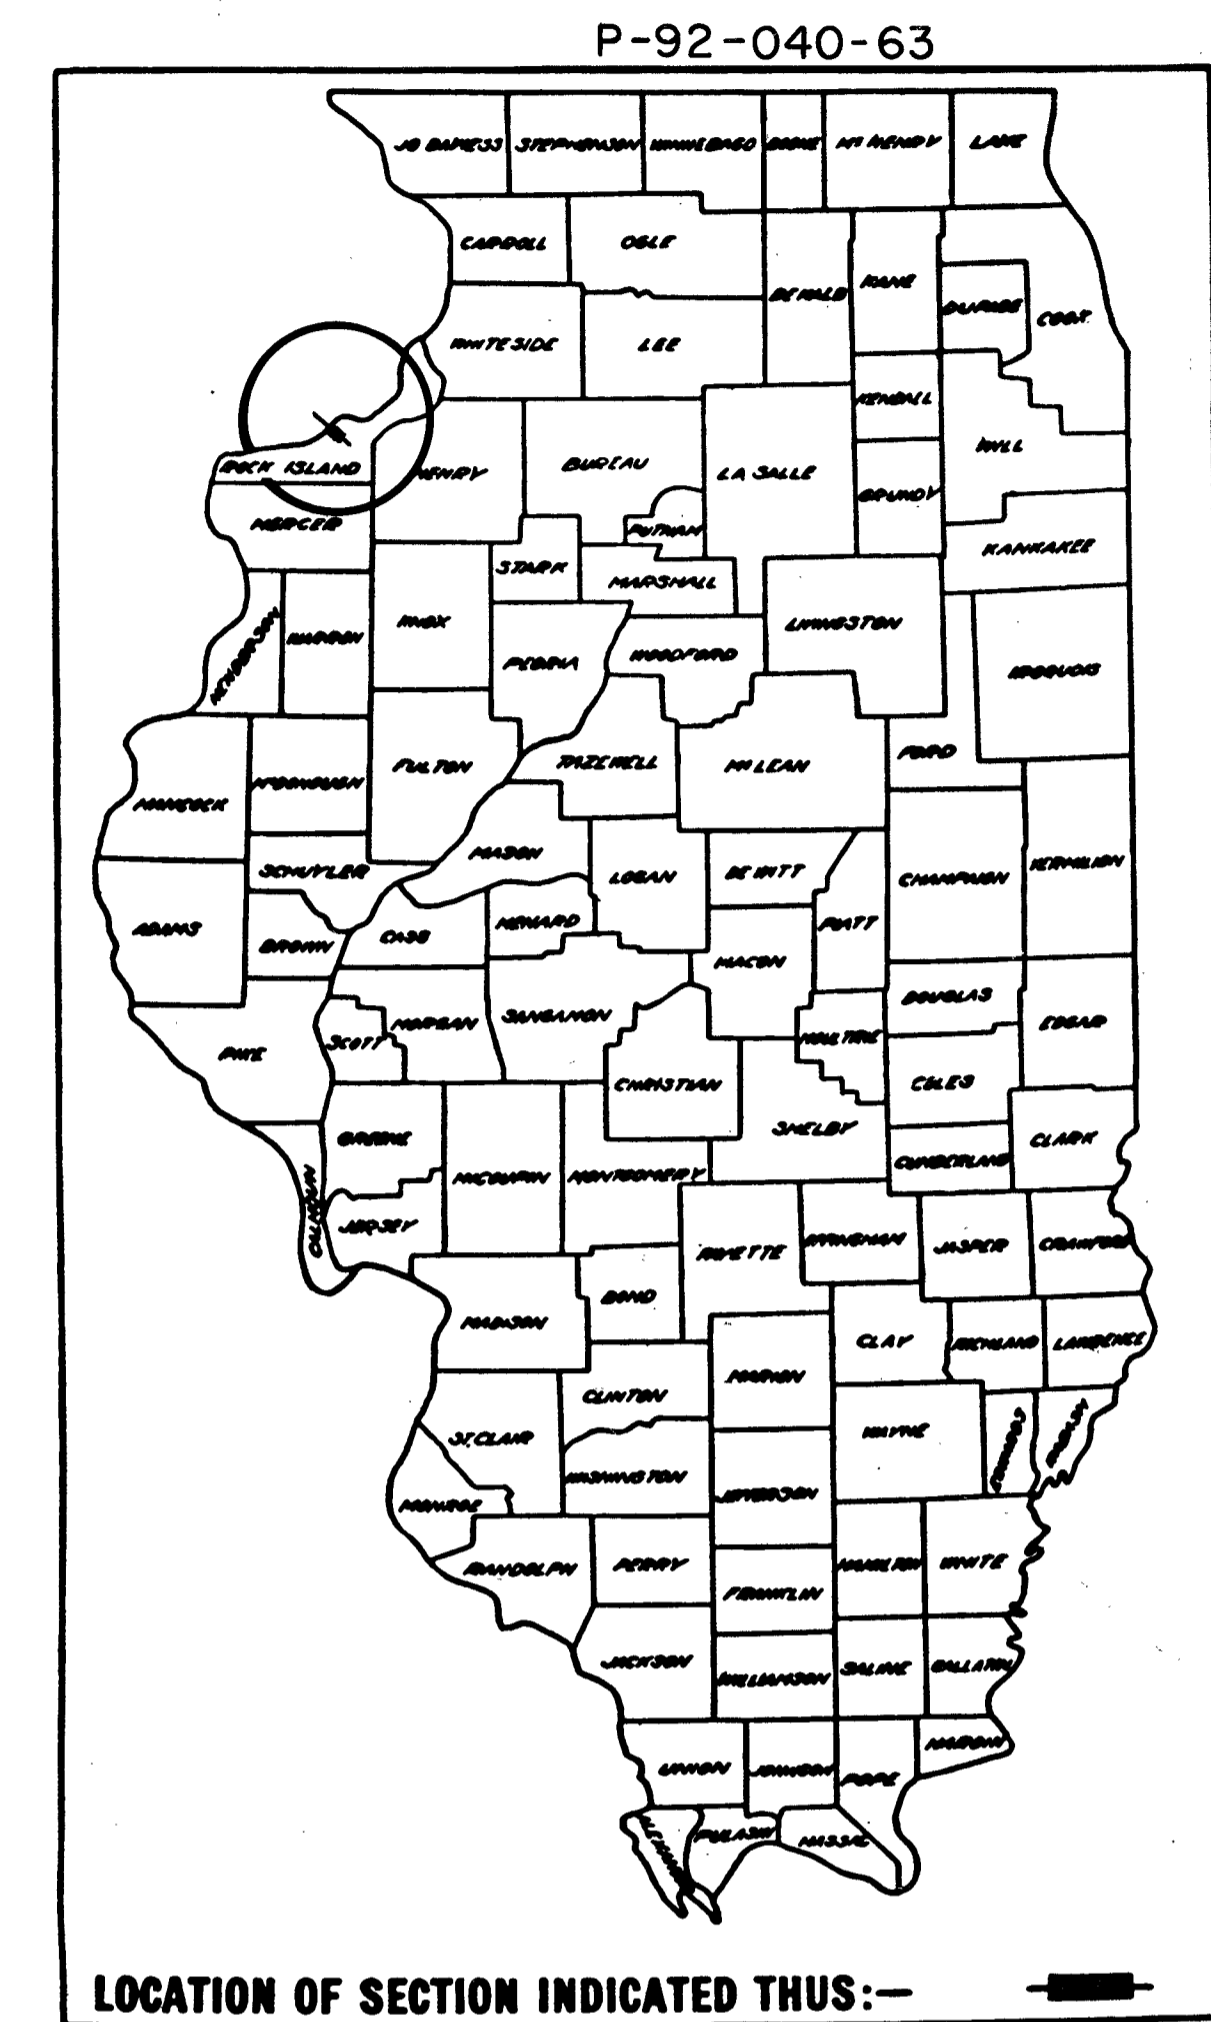 P-92-040-63
JO DAVIESS STEPHENSON WINNEBAGO BOONE McHENRY LAKE
CARROLL OGLE
DE KALB KANE DUPAGE COOK
WHITESIDE LEE
KENDALL
ROCK ISLAND HENRY BUREAU LA SALLE GRUNDY WILL
MERCER PUTNAM
STARK MARSHALL KANKAKEE
HENDERSON WARREN KNOX PEORIA WOODFORD LIVINGSTON IROQUOIS
HANCOCK McDONOUGH FULTON TAZEWELL McLEAN FORD
SCHUYLER MASON LOGAN DE WITT CHAMPAIGN VERMILION
ADAMS BROWN CASS MENARD MACON PIATT
PIKE SCOTT MORGAN SANGAMON MOULTRIE DOUGLAS EDGAR
CHRISTIAN COLES
CALHOUN GREENE SHELBY CUMBERLAND CLARK
JERSEY MACOUPIN MONTGOMERY
FAYETTE EFFINGHAM JASPER CRAWFORD
MADISON BOND
CLAY RICHLAND LAWRENCE
CLINTON MARION
ST. CLAIR WAYNE EDWARDS WABASH
WASHINGTON JEFFERSON
MONROE
RANDOLPH PERRY FRANKLIN HAMILTON WHITE
JACKSON WILLIAMSON SALINE GALLATIN
UNION JOHNSON POPE HARDIN
ALEXANDER PULASKI MASSAC
LOCATION OF SECTION INDICATED THUS:—